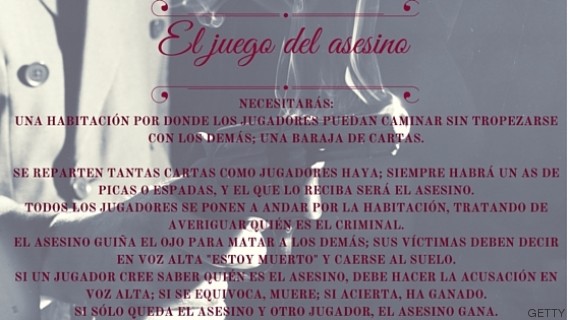 El juego del asesino
NECESITARÁS:
UNA HABITACIÓN POR DONDE LOS JUGADORES PUEDAN CAMINAR SIN TROPEZARSE
CON LOS DEMÁS; UNA BARAJA DE CARTAS.
SE REPARTEN TANTAS CARTAS COMO JUGADORES HAYA; SIEMPRE HABRÁ UN AS DE
PICAS O ESPADAS, Y EL QUE LO RECIBA SERÁ EL ASESINO.
TODOS LOS JUGADORES SE PONEN A ANDAR POR LA HABITACIÓN, TRATANDO DE
AVERIGUAR QUIÉN ES EL CRIMINAL.
EL ASESINO GUIÑA EL OJO PARA MATAR A LOS DEMÁS; SUS VÍCTIMAS DEBEN DECIR
EN VOZ ALTA "ESTOY MUERTO" Y CAERSE AL SUELO.
SI UN JUGADOR CREE SABER QUIÉN ES EL ASESINO, DEBE HACER LA ACUSACIÓN EN
VOZ ALTA; SI SE EQUIVOCA, MUERE; SI ACIERTA, HA GANADO.
SI SÓLO QUEDA EL ASESINO Y OTRO JUGADOR, EL ASESINO GANA.
GETTY